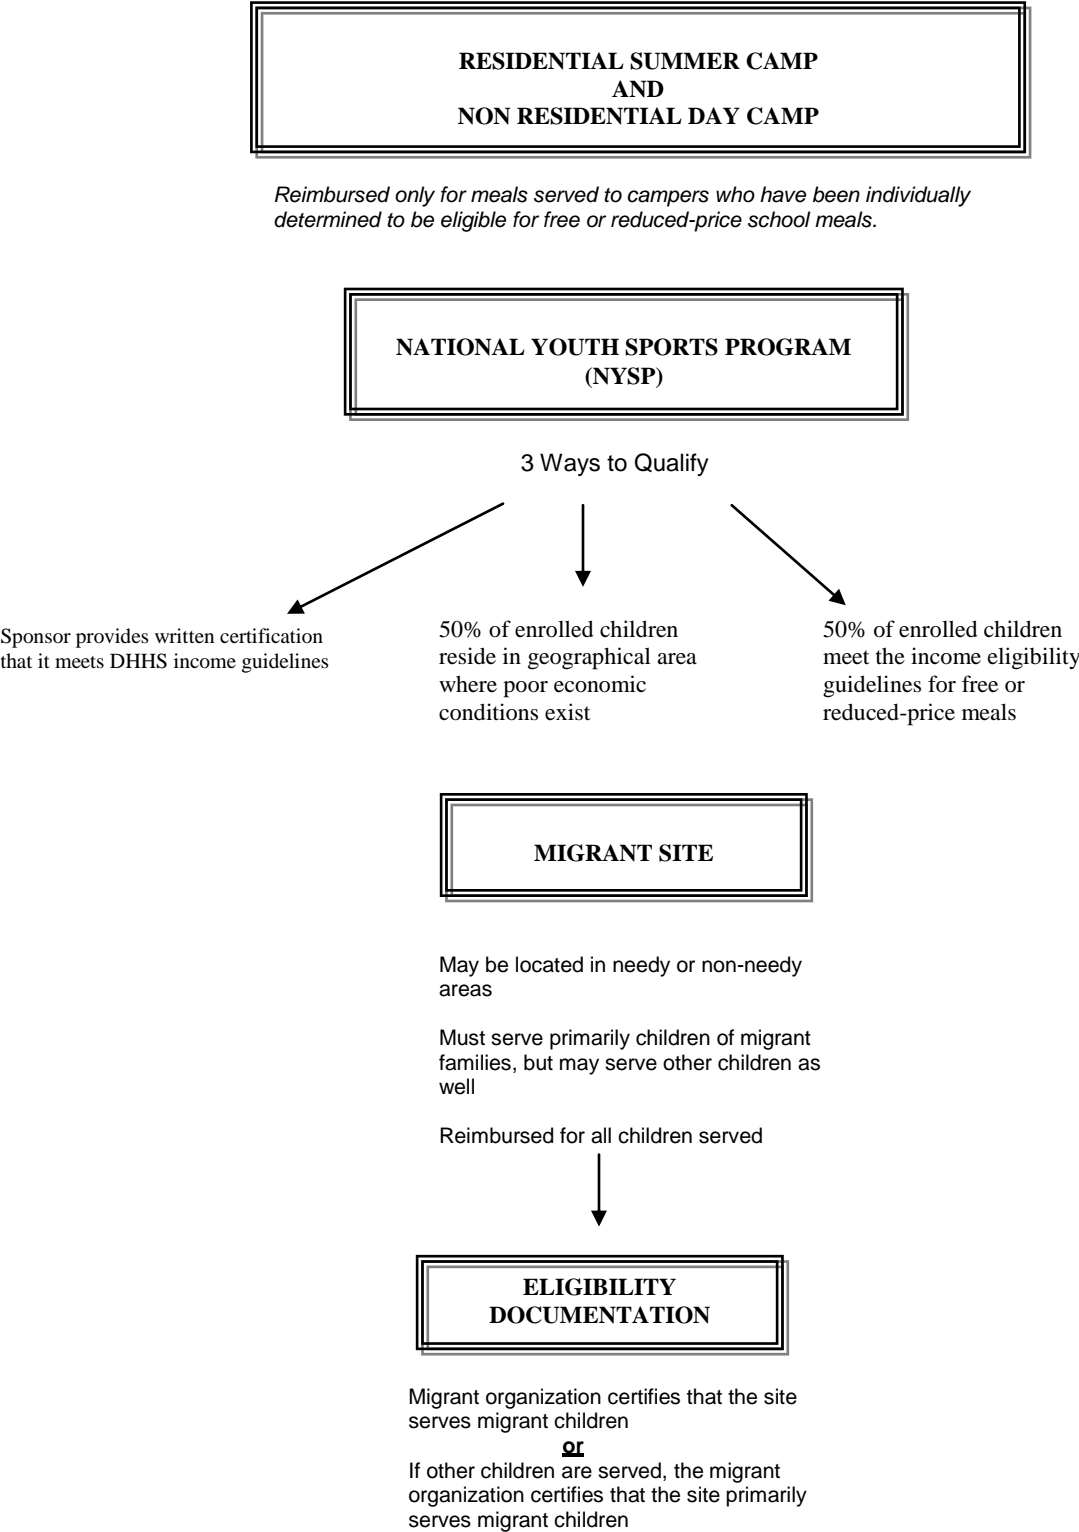 RESIDENTIAL SUMMER CAMP
AND
NON RESIDENTIAL DAY CAMP
Reimbursed only for meals served to campers who have been individually
determined to be eligible for free or reduced-price school meals.
NATIONAL YOUTH SPORTS PROGRAM
(NYSP)
3 Ways to Qualify
Sponsor provides written certification
that it meets DHHS income guidelines
50% of enrolled children
reside in geographical area
where poor economic
conditions exist
50% of enrolled children
meet the income eligibility
guidelines for free or
reduced-price meals
MIGRANT SITE
May be located in needy or non-needy
areas
Must serve primarily children of migrant
families, but may serve other children as
well
Reimbursed for all children served
ELIGIBILITY
DOCUMENTATION
Migrant organization certifies that the site
serves migrant children
or
If other children are served, the migrant
organization certifies that the site primarily
serves migrant children